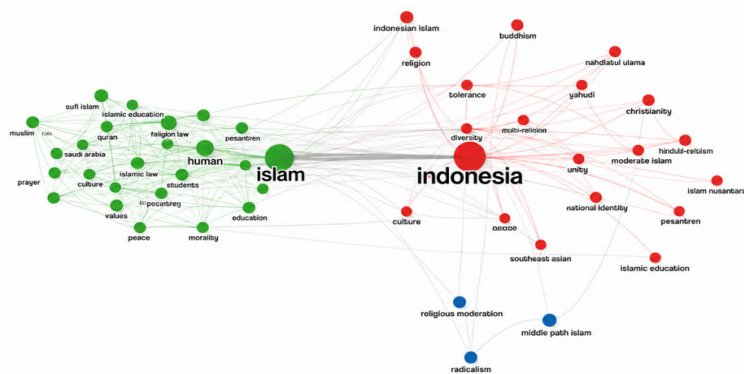 indonesian islam
buddhism
religion
nahdlatul ulama
tolerance
yahudi
christianity
sufi islam
islamic education
muslim
quran
religion law
pesantren
diversity
multi-religion
saudi arabia
human
moderate islam
islam
indonesia
unity
islamic law
prayer
culture
students
islam nusantara
values
education
national identity
pesantren
peace
morality
culture
southeast asian
islamic education
religious moderation
middle path islam
radicalism